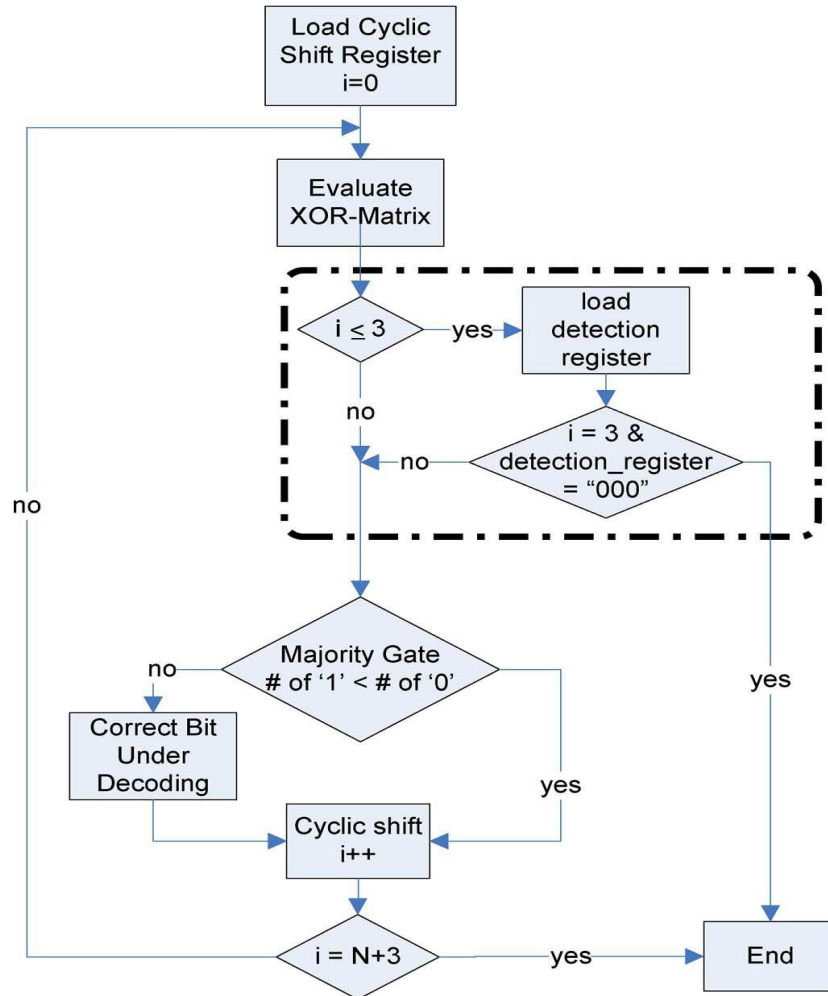 Load Cyclic
Shift Register
i=0
Evaluate
XOR-Matrix
i ≤ 3
yes
load
detection
register
no
i = 3 &
detection_register
= “000”
no
no
yes
Majority Gate
# of ‘1’ < # of ‘0’
no
yes
Correct Bit
Under
Decoding
Cyclic shift
i++
i = N+3
yes
End